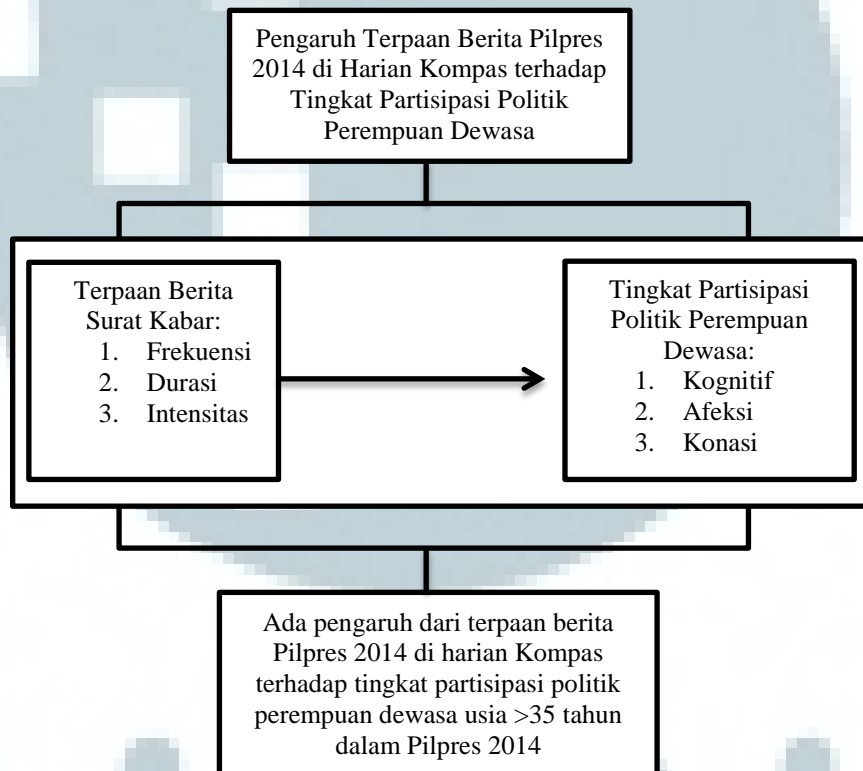 Pengaruh Terpaan Berita Pilpres
2014 di Harian Kompas terhadap
Tingkat Partisipasi Politik
Perempuan Dewasa
Terpaan Berita
Surat Kabar:
1. Frekuensi
2. Durasi
3. Intensitas
Tingkat Partisipasi
Politik Perempuan
Dewasa:
1. Kognitif
2. Afeksi
3. Konasi
Ada pengaruh dari terpaan berita
Pilpres 2014 di harian Kompas
terhadap tingkat partisipasi politik
perempuan dewasa usia >35 tahun
dalam Pilpres 2014